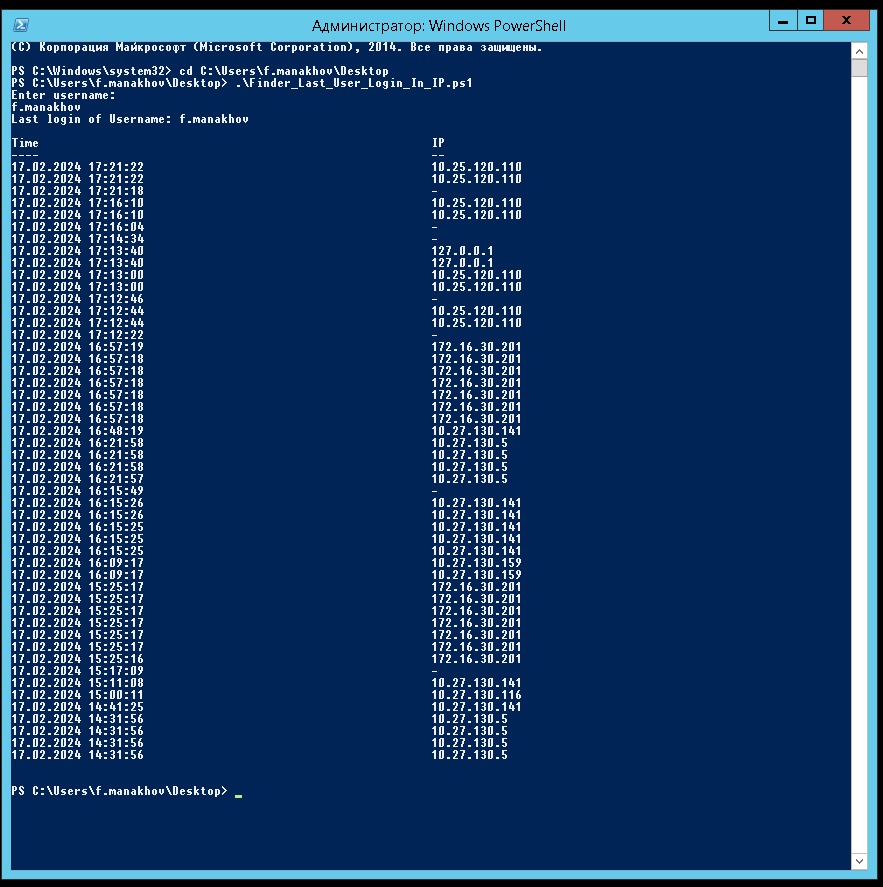 Администратор: Windows PowerShell
(C) Корпорация Майкрософт (Microsoft Corporation), 2014. Все права защищены.
PS C:\Windows\system32> cd C:\Users\f.manakhov\Desktop
PS C:\Users\f.manakhov\Desktop> .\Finder_Last_User_Login_In_IP.ps1
Enter username:
f.manakhov
Last login of Username: f.manakhov
Time IP
---- --
17.02.2024 17:21:22 10.25.120.110
17.02.2024 17:21:22 10.25.120.110
17.02.2024 17:21:18 -
17.02.2024 17:16:10 10.25.120.110
17.02.2024 17:16:10 10.25.120.110
17.02.2024 17:16:04 -
17.02.2024 17:14:34 -
17.02.2024 17:13:40 127.0.0.1
17.02.2024 17:13:40 127.0.0.1
17.02.2024 17:13:00 10.25.120.110
17.02.2024 17:13:00 10.25.120.110
17.02.2024 17:12:46 -
17.02.2024 17:12:44 10.25.120.110
17.02.2024 17:12:44 10.25.120.110
17.02.2024 17:12:22 -
17.02.2024 16:57:19 172.16.30.201
17.02.2024 16:57:18 172.16.30.201
17.02.2024 16:57:18 172.16.30.201
17.02.2024 16:57:18 172.16.30.201
17.02.2024 16:57:18 172.16.30.201
17.02.2024 16:57:18 172.16.30.201
17.02.2024 16:57:18 172.16.30.201
17.02.2024 16:48:19 10.27.130.141
17.02.2024 16:21:58 10.27.130.5
17.02.2024 16:21:58 10.27.130.5
17.02.2024 16:21:58 10.27.130.5
17.02.2024 16:21:57 10.27.130.5
17.02.2024 16:15:49 -
17.02.2024 16:15:26 10.27.130.141
17.02.2024 16:15:26 10.27.130.141
17.02.2024 16:15:25 10.27.130.141
17.02.2024 16:15:25 10.27.130.141
17.02.2024 16:15:25 10.27.130.141
17.02.2024 16:09:17 10.27.130.159
17.02.2024 16:09:17 10.27.130.159
17.02.2024 15:25:17 172.16.30.201
17.02.2024 15:25:17 172.16.30.201
17.02.2024 15:25:17 172.16.30.201
17.02.2024 15:25:17 172.16.30.201
17.02.2024 15:25:17 172.16.30.201
17.02.2024 15:25:17 172.16.30.201
17.02.2024 15:25:16 172.16.30.201
17.02.2024 15:17:09 -
17.02.2024 15:11:08 10.27.130.141
17.02.2024 15:00:11 10.27.130.116
17.02.2024 14:41:25 10.27.130.141
17.02.2024 14:31:56 10.27.130.5
17.02.2024 14:31:56 10.27.130.5
17.02.2024 14:31:56 10.27.130.5
17.02.2024 14:31:56 10.27.130.5
PS C:\Users\f.manakhov\Desktop> _